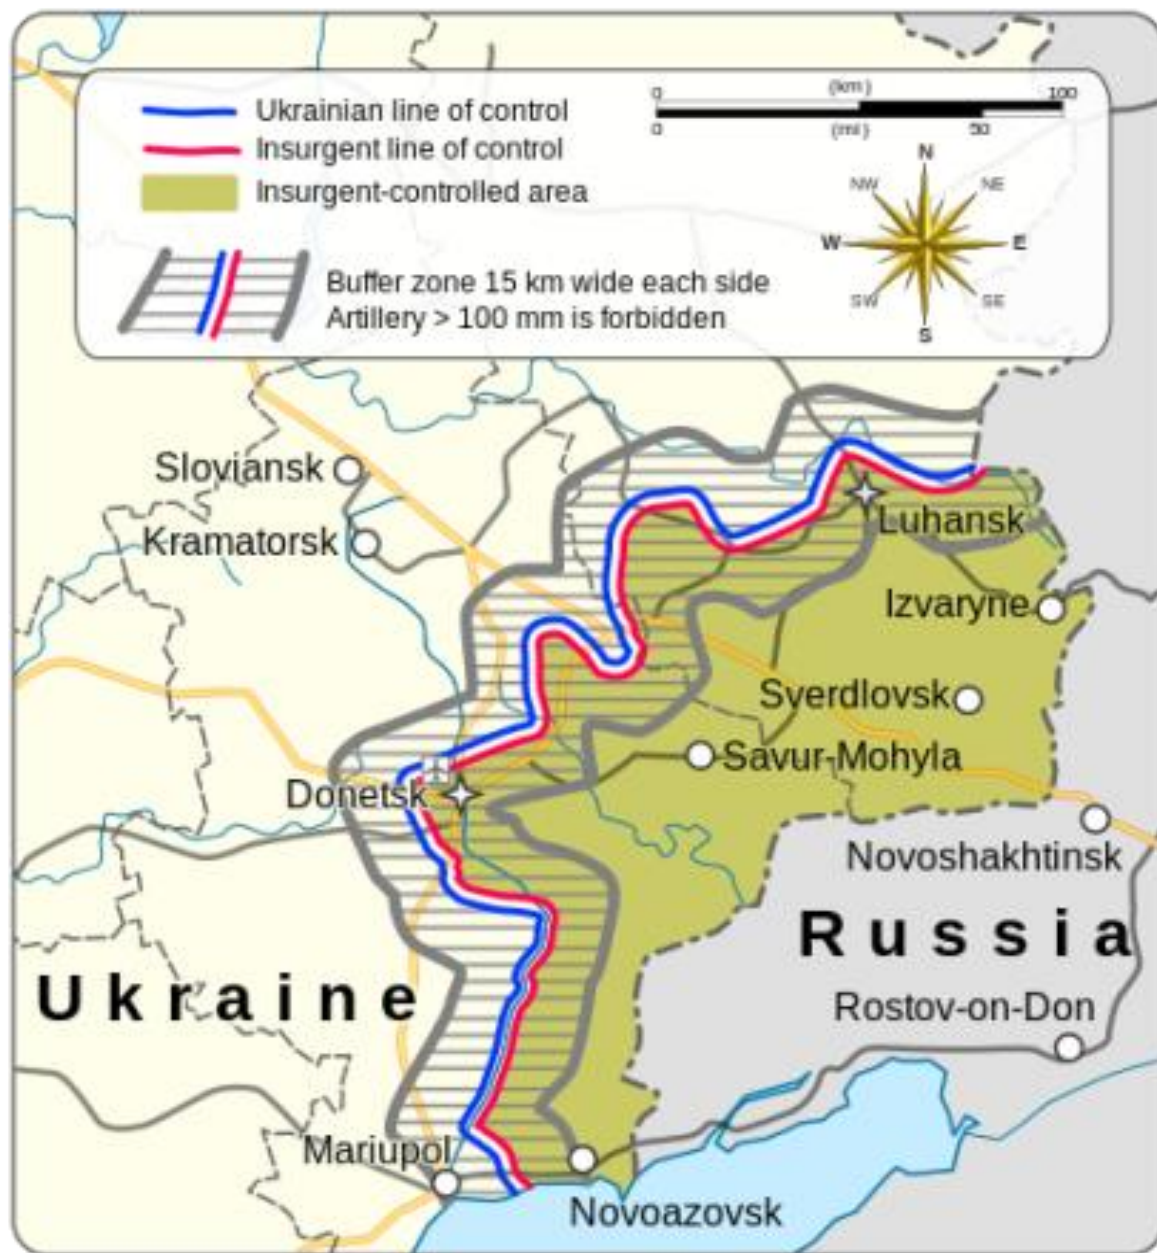 Ukrainian line of control
Insurgent line of control
Insurgent-controlled area
Buffer zone 15 km wide each side
Artillery > 100 mm is forbidden
0 (km) 100
0 (mi) 50
N
NW NE
W E
SW SE
S
Sloviansk
Kramatorsk
Luhansk
Izvaryne
Sverdlovsk
Savur-Mohyla
Donetsk
Novoshakhtinsk
Russia
Ukraine
Rostov-on-Don
Mariupol
Novoazovsk